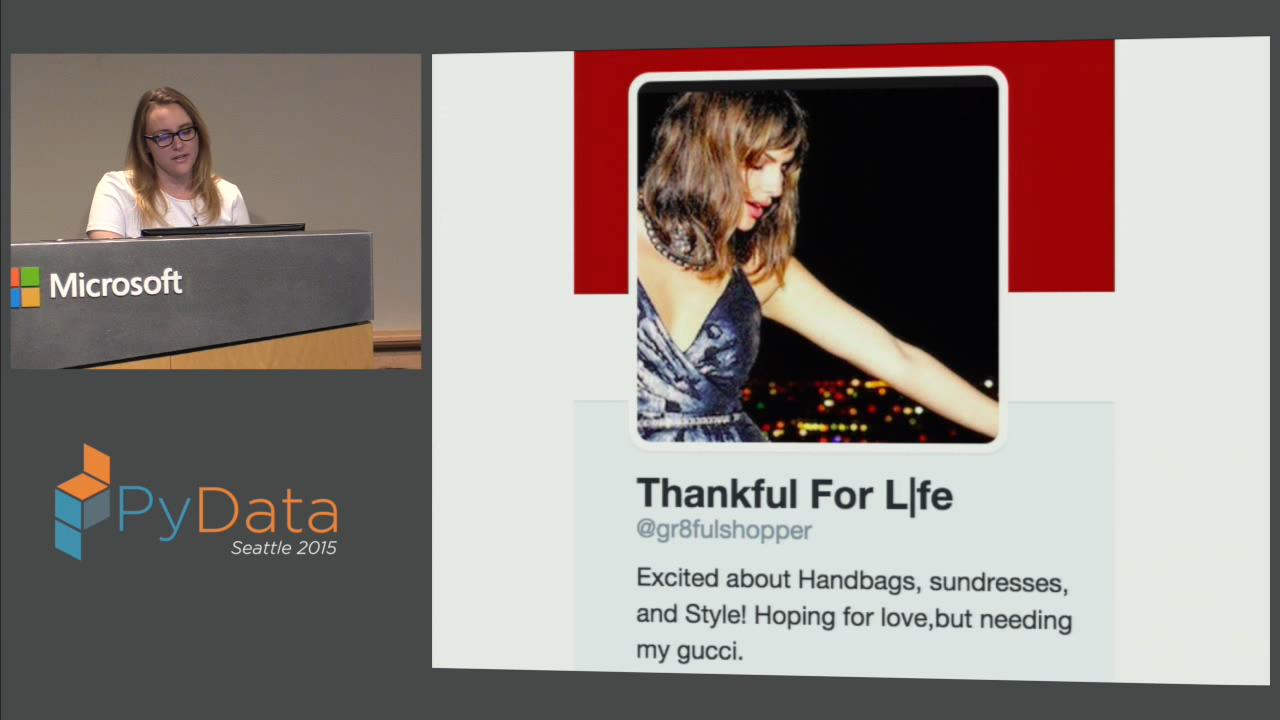 Microsoft
PyData
Seattle 2015
Thankful For L|fe
@gr8fulshopper
Excited about Handbags, sundresses,
and Style! Hoping for love,but needing
my gucci.